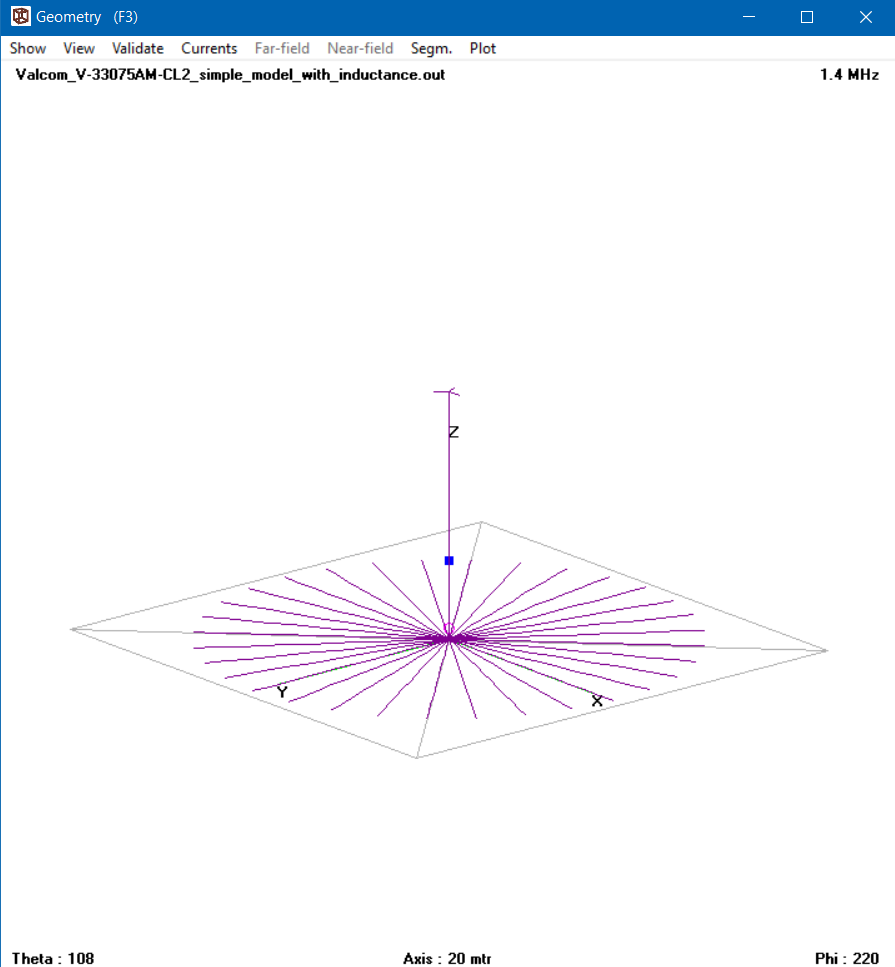 Geometry (F3)
Show View Validate Currents Far-field Near-field Segm. Plot
Valcom_V-33075AM-CL2_simple_model_with_inductance.out 1.4 MHz
Z
Y
X
Theta : 108 Axis : 20 mtr Phi : 220